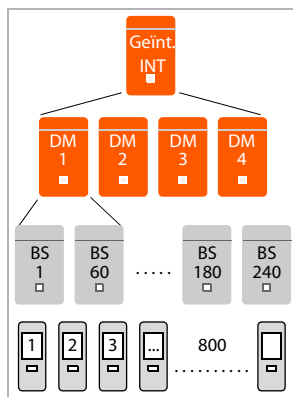 Geïnt.
INT
DM DM DM DM
1 2 3 4
BS BS BS BS
1 60 ..... 180 240
1 2 3 ... 800
..........